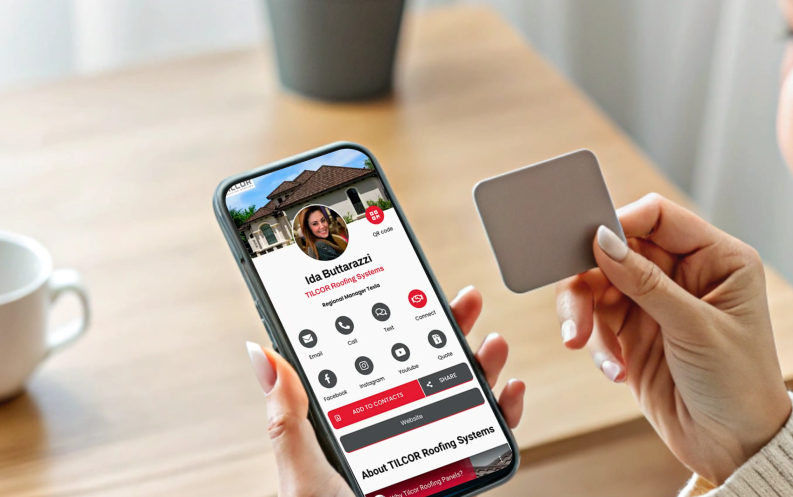 TILCOR
QR code
Ida Buttarazzi
TILCOR Roofing Systems
Regional Manager Texla
Email
Call
Text
Connect
Facebook
Instagram
Youtube
Quote
ADD TO CONTACTS
SHARE
Website
About TILCOR Roofing Systems
Why Tilcor Roofing Panels?